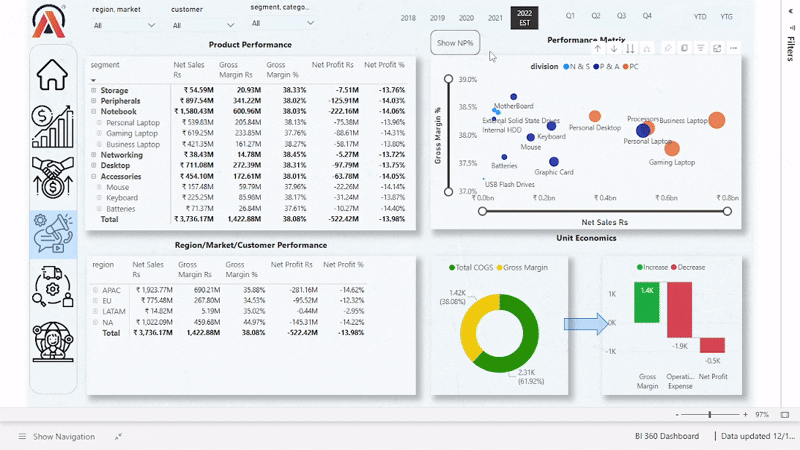 region, market
All
customer
All
segment, catego...
All
2018 2019 2020 2021 2022 EST
Q1 Q2 Q3 Q4
YTD YTG
Filters
Product Performance
segment Net Sales Rs Gross Margin Rs Gross Margin % Net Profit Rs Net Profit %
Storage ₹ 54.59M 20.93M 38.33% -7.51M -13.76%
Peripherals ₹ 897.54M 341.22M 38.02% -125.91M -14.03%
Notebook ₹ 1,580.43M 600.96M 38.03% -222.16M -14.06%
Personal Laptop ₹ 539.83M 205.84M 38.13% -75.38M -13.96%
Gaming Laptop ₹ 619.25M 233.85M 37.76% -88.61M -14.31%
Business Laptop ₹ 421.35M 161.27M 38.27% -58.17M -13.80%
Networking ₹ 38.43M 14.78M 38.45% -5.27M -13.72%
Desktop ₹ 711.08M 272.39M 38.31% -97.79M -13.75%
Accessories ₹ 454.10M 172.61M 38.01% -63.78M -14.05%
Mouse ₹ 157.48M 59.79M 37.96% -22.26M -14.14%
Keyboard ₹ 225.25M 85.98M 38.17% -31.24M -13.87%
Batteries ₹ 71.37M 26.84M 37.61% -10.27M -14.40%
Total ₹ 3,736.17M 1,422.88M 38.08% -522.42M -13.98%
Show NP%
Performance Metrix
division N & S P & A PC
Gross Margin %
39.0%
38.5%
38.0%
37.5%
37.0%
MotherBoard
External Solid State Drives
Internal HDD
Keyboard
Mouse
Batteries
Graphic Card
USB Flash Drives
Personal Desktop
Processors
Business Laptop
Personal Laptop
Gaming Laptop
₹ 0.0bn ₹ 0.2bn ₹ 0.4bn ₹ 0.6bn ₹ 0.8bn
Net Sales Rs
Region/Market/Customer Performance
region Net Sales Rs Gross Margin Rs Gross Margin % Net Profit Rs Net Profit %
APAC ₹ 1,923.77M 690.21M 35.88% -281.16M -14.62%
EU ₹ 775.48M 267.80M 34.53% -95.52M -12.32%
LATAM ₹ 14.82M 5.19M 35.02% -0.44M -2.95%
NA ₹ 1,022.09M 459.68M 44.97% -145.31M -14.22%
Total ₹ 3,736.17M 1,422.88M 38.08% -522.42M -13.98%
Unit Economics
Total COGS Gross Margin
1.42K
(38.08%)
2.31K
(61.92%)
Increase Decrease
1K
0K
-1K
1.4K
-1.9K
-0.5K
Gross Margin
Operati... Expense
Net Profit
- + 97%
Show Navigation
BI 360 Dashboard | Data updated 12/1...